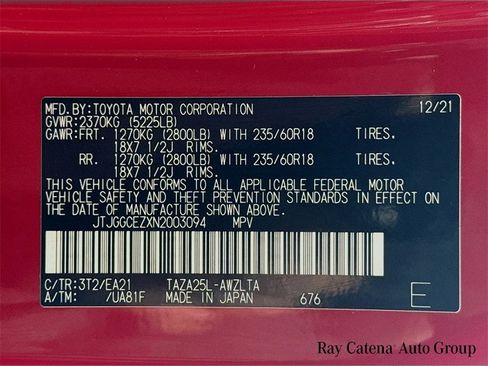 MFD.BY:TOYOTA MOTOR CORPORATION 12/21
GVWR:2370KG (5225LB)
GAWR:FRT. 1270KG (2800LB) WITH 235/60R18 TIRES.
18X7 1/2J RIMS.
RR. 1270KG (2800LB) WITH 235/60R18 TIRES.
18X7 1/2J RIMS.
THIS VEHICLE CONFORMS TO ALL APPLICABLE FEDERAL MOTOR
VEHICLE SAFETY AND THEFT PREVENTION STANDARDS IN EFFECT ON
THE DATE OF MANUFACTURE SHOWN ABOVE.
JTJGGCEZXN2003094 MPV
C/TR:3T2/EA21 TAZA25L-AWZLTA
A/TM: /UA81F MADE IN JAPAN 676 E
Ray Catena Auto Group